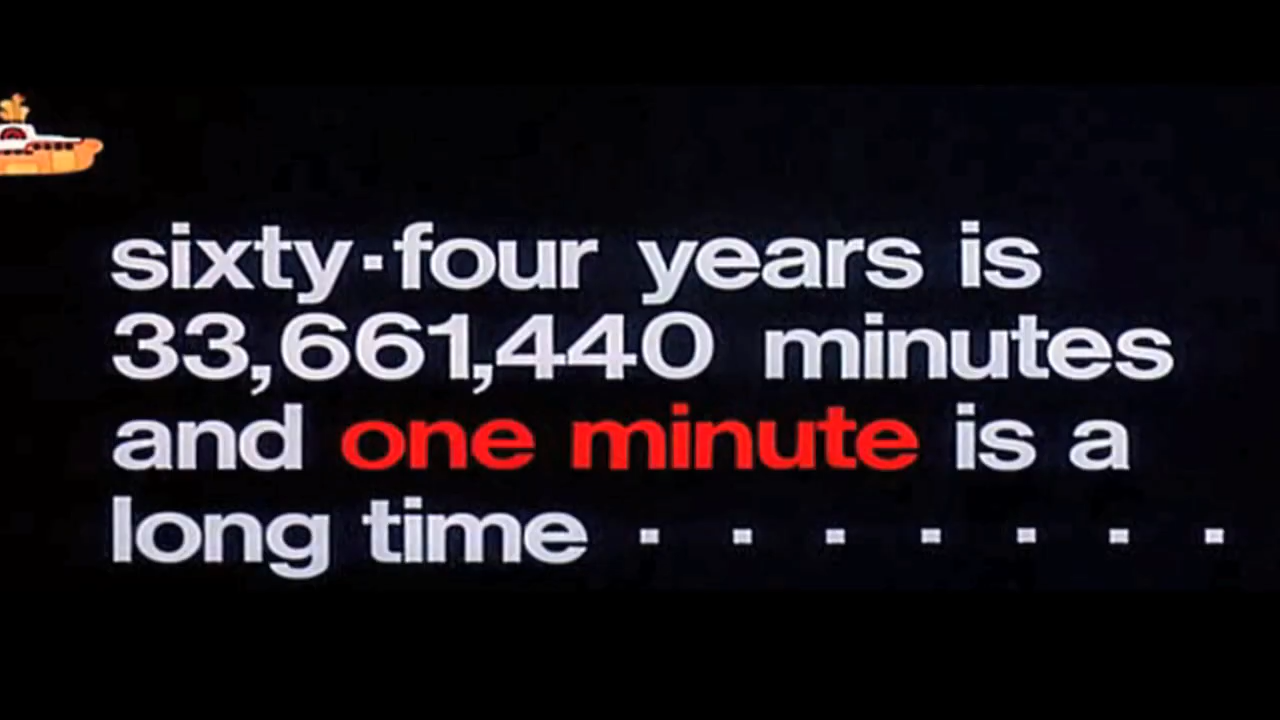 sixty-four years is
33,661,440 minutes
and one minute is a
long time . . . . . . .